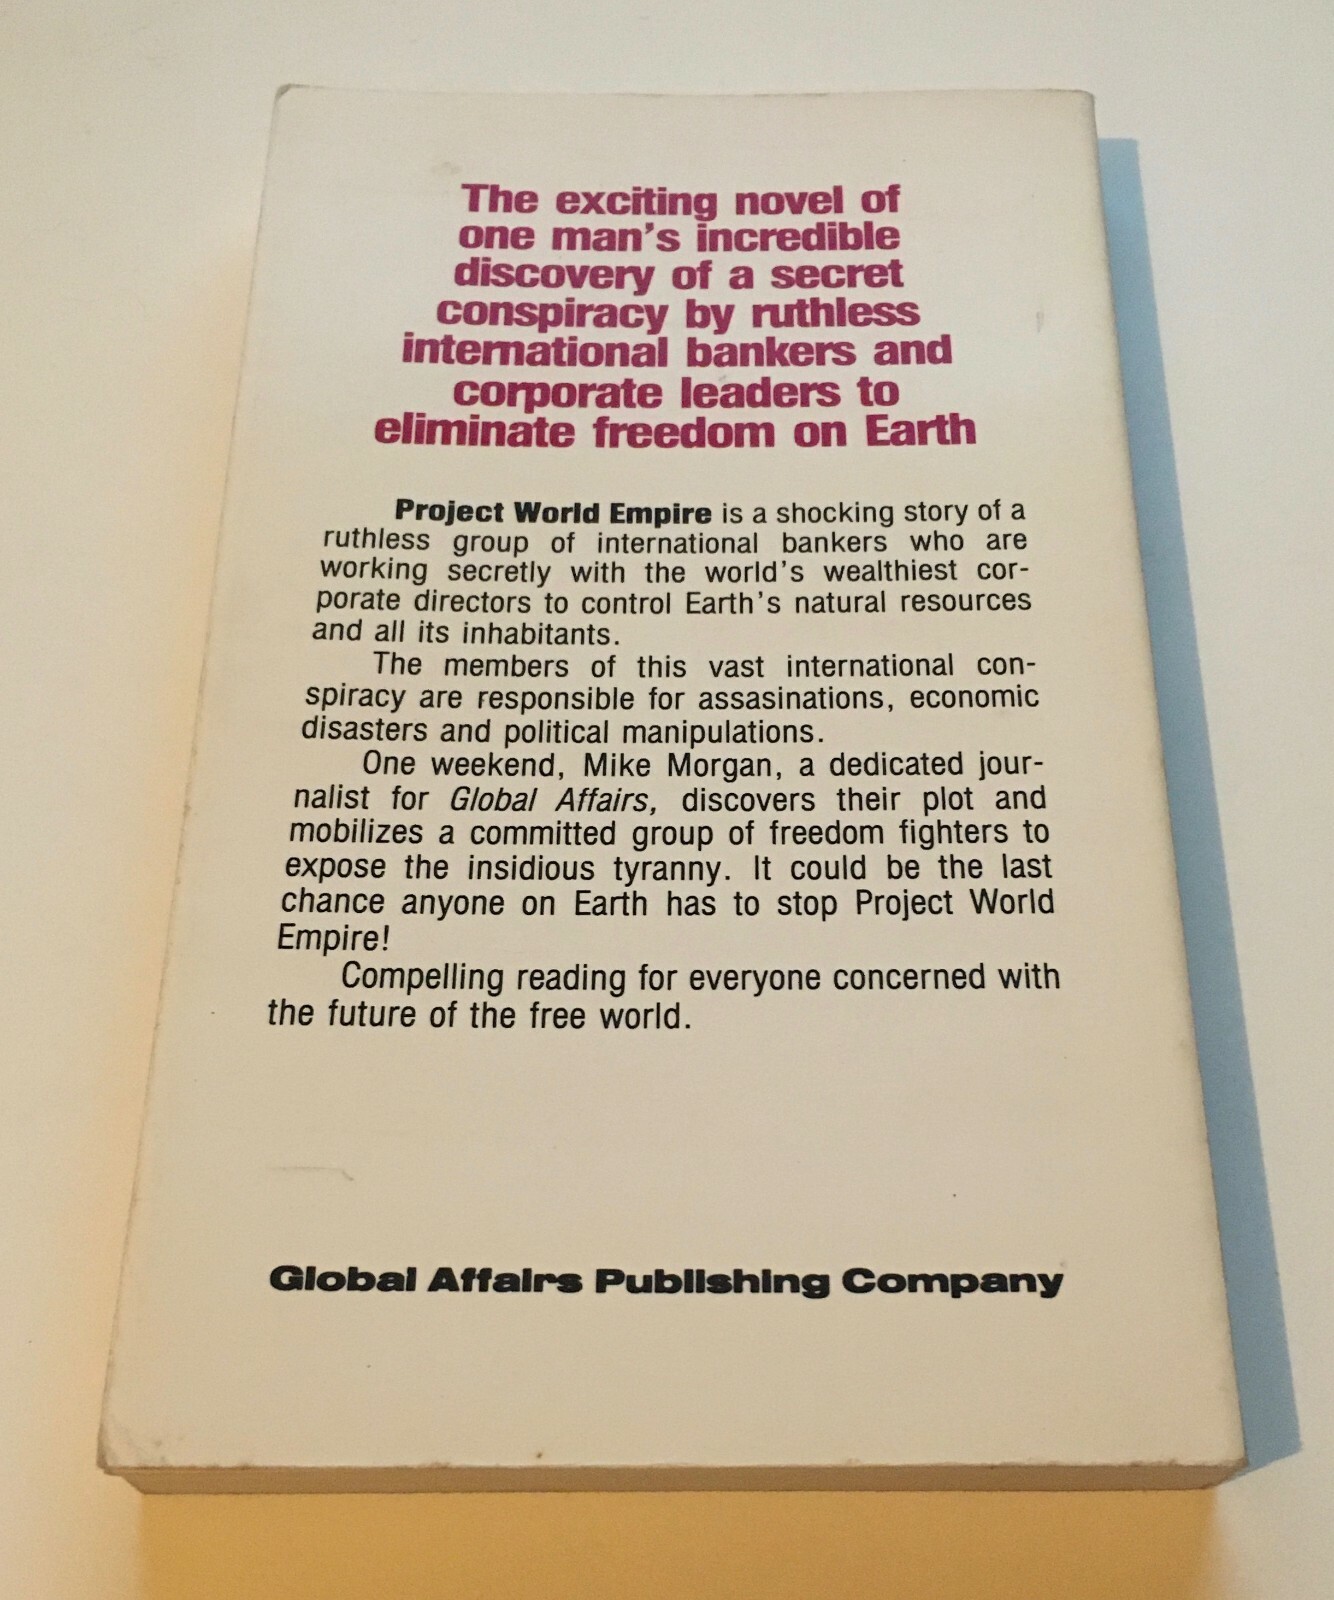 The exciting novel of
one man's incredible
discovery of a secret
conspiracy by ruthless
international bankers and
corporate leaders to
eliminate freedom on Earth
Project World Empire is a shocking story of a
ruthless group of international bankers who are
working secretly with the world's wealthiest cor-
porate directors to control Earth's natural resources
and all its inhabitants.
The members of this vast international con-
spiracy are responsible for assasinations, economic
disasters and political manipulations.
One weekend, Mike Morgan, a dedicated jour-
nalist for Global Affairs, discovers their plot and
mobilizes a committed group of freedom fighters to
expose the insidious tyranny. It could be the last
chance anyone on Earth has to stop Project World
Empire!
Compelling reading for everyone concerned with
the future of the free world.
Global Affairs Publishing Company